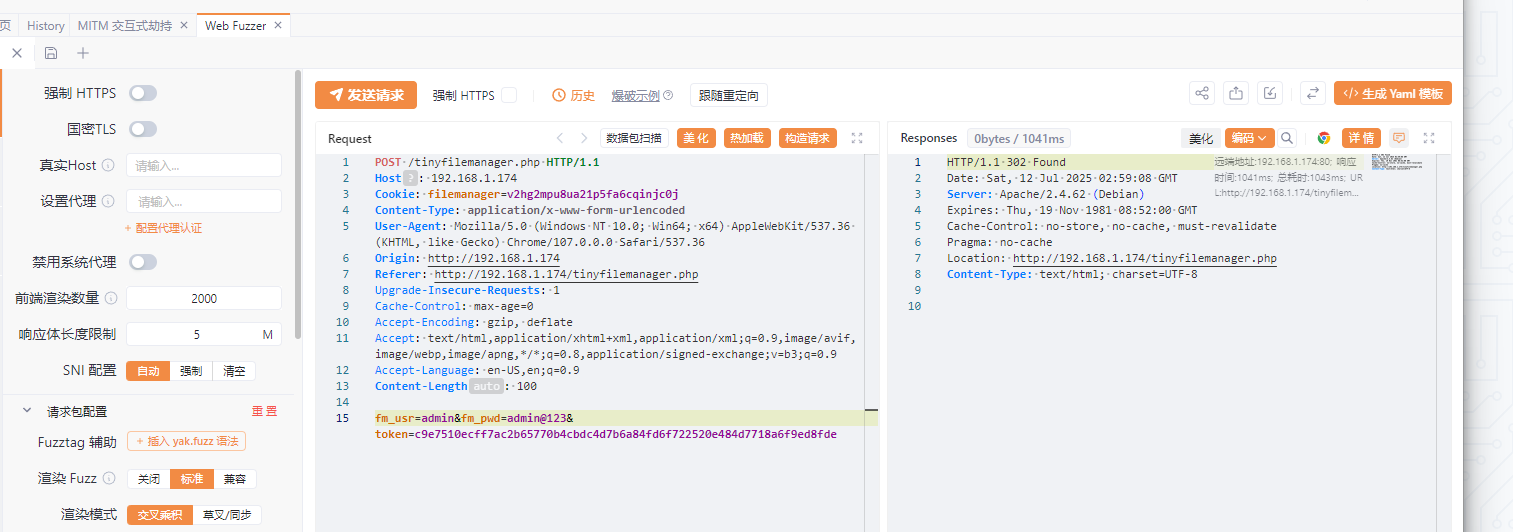 页 History MITM 交互式劫持 Web Fuzzer
强制 HTTPS
国密TLS
真实Host 请输入...
设置代理 请输入...
+ 配置代理认证
禁用系统代理
前端渲染数量 2000
响应体长度限制 5 M
SNI 配置 自动 强制 清空
请求包配置 重置
Fuzztag 辅助 + 插入 yak.fuzz 语法
渲染 Fuzz 关闭 标准 兼容
渲染模式 交叉乘积 草叉/同步
发送请求 强制 HTTPS 历史 爆破示例 跟随重定向 </> 生成 Yaml 模板
Request 数据包扫描 美化 热加载 构造请求
1 POST /tinyfilemanager.php HTTP/1.1
2 Host ? : 192.168.1.174
3 Cookie: filemanager=v2hg2mpu8ua21p5fa6cqinjc0j
4 Content-Type: application/x-www-form-urlencoded
5 User-Agent: Mozilla/5.0 (Windows NT 10.0; Win64; x64) AppleWebKit/537.36
(KHTML, like Gecko) Chrome/107.0.0.0 Safari/537.36
6 Origin: http://192.168.1.174
7 Referer: http://192.168.1.174/tinyfilemanager.php
8 Upgrade-Insecure-Requests: 1
9 Cache-Control: max-age=0
10 Accept-Encoding: gzip, deflate
11 Accept: text/html,application/xhtml+xml,application/xml;q=0.9,image/avif,
image/webp,image/apng,*/*;q=0.8,application/signed-exchange;v=b3;q=0.9
12 Accept-Language: en-US,en;q=0.9
13 Content-Length auto : 100
14
15 fm_usr=admin&fm_pwd=admin@123&
token=c9e7510ecff7ac2b65770b4cbdc4d7b6a84fd6f722520e484d7718a6f9ed8fde
Responses 0bytes / 1041ms 美化 编码 详情
1 HTTP/1.1 302 Found
2 Date: Sat, 12 Jul 2025 02:59:08 GMT
3 Server: Apache/2.4.62 (Debian)
4 Expires: Thu, 19 Nov 1981 08:52:00 GMT
5 Cache-Control: no-store, no-cache, must-revalidate
6 Pragma: no-cache
7 Location: http://192.168.1.174/tinyfilemanager.php
8 Content-Type: text/html; charset=UTF-8
9
10
远端地址:192.168.1.174:80; 响应
时间:1041ms; 总耗时:1043ms; UR
L:http://192.168.1.174/tinyfilem...